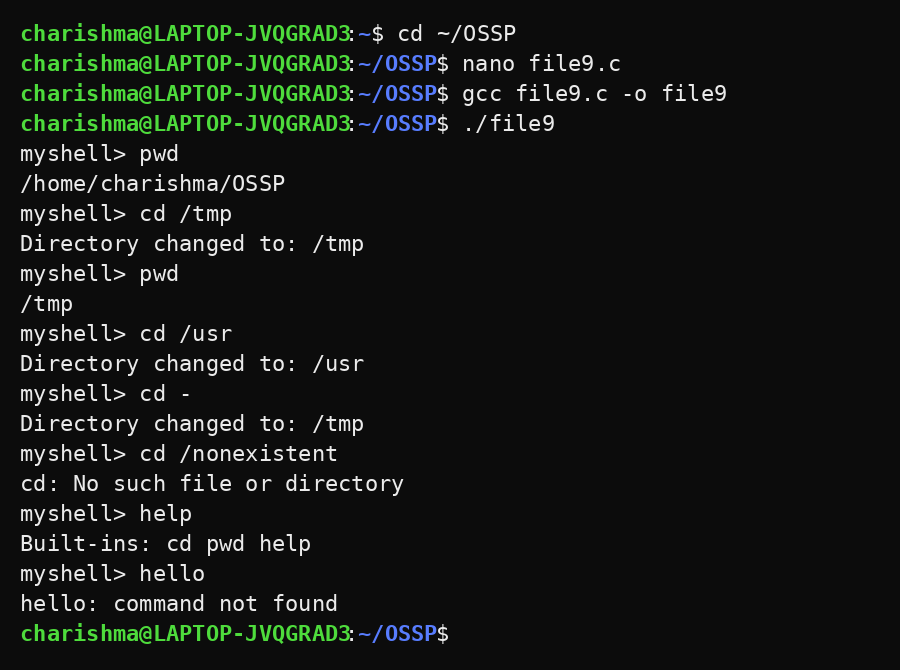 charishma@LAPTOP-JVQGRAD3:~$ cd ~/OSSP
charishma@LAPTOP-JVQGRAD3:~/OSSP$ nano file9.c
charishma@LAPTOP-JVQGRAD3:~/OSSP$ gcc file9.c -o file9
charishma@LAPTOP-JVQGRAD3:~/OSSP$ ./file9
myshell> pwd
/home/charishma/OSSP
myshell> cd /tmp
Directory changed to: /tmp
myshell> pwd
/tmp
myshell> cd /usr
Directory changed to: /usr
myshell> cd -
Directory changed to: /tmp
myshell> cd /nonexistent
cd: No such file or directory
myshell> help
Built-ins: cd pwd help
myshell> hello
hello: command not found
charishma@LAPTOP-JVQGRAD3:~/OSSP$